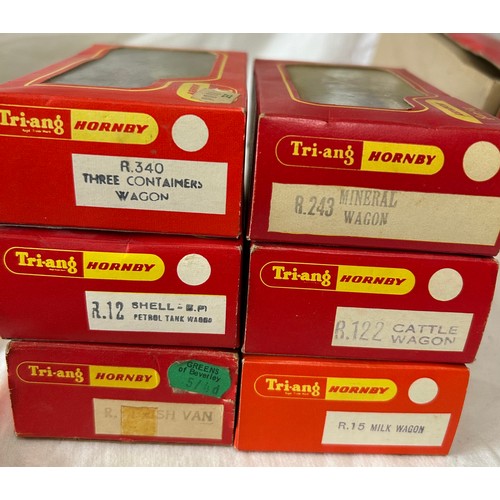 Tri-ang HORNBY
R.340
THREE CONTAINERS
WAGON
Tri-ang HORNBY
R.243 MINERAL
WAGON
Tri-ang HORNBY
R.12 SHELL-B.P.
PETROL TANK WAGON
Tri-ang HORNBY
R.122 CATTLE
WAGON
Tri-ang HORNBY
GREENS
of Beverley
R. FISH VAN
Tri-ang HORNBY
R.15 MILK WAGON